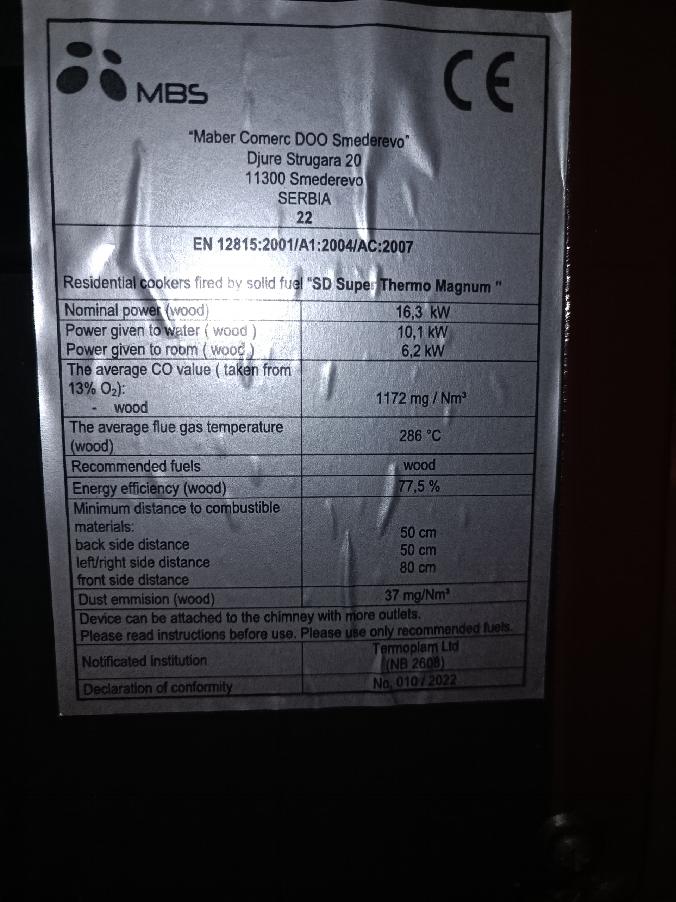 MBS
CE
"Maber Comerc DOO Smederevo"
Djure Strugara 20
11300 Smederevo
SERBIA
22
EN 12815:2001/A1:2004/AC:2007
Residential cookers fired by solid fuel "SD Super Thermo Magnum "
Nominal power (wood) 16,3 kW
Power given to water ( wood ) 10,1 kW
Power given to room ( wood ) 6,2 kW
The average CO value ( taken from
13% O₂):
- wood 1172 mg / Nm³
The average flue gas temperature
(wood) 286 °C
Recommended fuels wood
Energy efficiency (wood) 77,5 %
Minimum distance to combustible
materials:
back side distance 50 cm
left/right side distance 50 cm
front side distance 80 cm
Dust emmision (wood) 37 mg/Nm³
Device can be attached to the chimney with more outlets.
Please read instructions before use. Please use only recommended fuels.
Notificated institution Termoplam Ltd
(NB 2608)
Declaration of conformity No, 010 / 2022